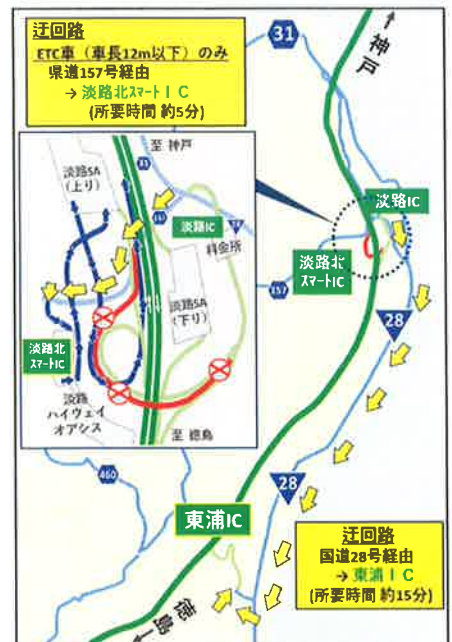 迂回路
ETC車（車長12m以下）のみ
県道157号経由
→ 淡路北スマートＩＣ
(所要時間 約5分)
31
神戸
至 神戸
淡路SA
(上り)
31
157
淡路IC
28
料金所
淡路SA
(下り)
淡路北
スマートIC
淡路
ハイウェイ
オアシス
至 徳島
淡路IC
淡路北
スマートIC
157
28
460
28
東浦IC
迂回路
国道28号経由
→ 東浦ＩＣ
(所要時間 約15分)
徳島